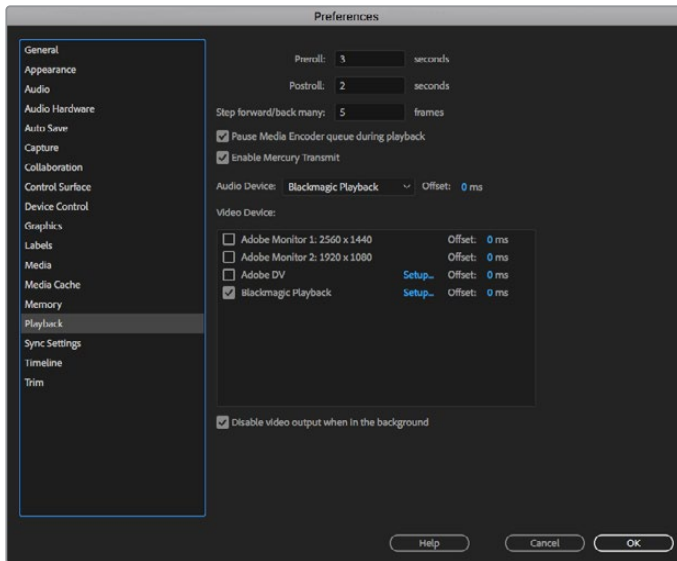 Preferences
General
Appearance
Audio
Audio Hardware
Auto Save
Capture
Collaboration
Control Surface
Device Control
Graphics
Labels
Media
Media Cache
Memory
Playback
Sync Settings
Timeline
Trim
Preroll: 3 seconds
Postroll: 2 seconds
Step forward/back many: 5 frames
Pause Media Encoder queue during playback
Enable Mercury Transmit
Audio Device: Blackmagic Playback Offset: 0 ms
Video Device:
Adobe Monitor 1: 2560 x 1440 Offset: 0 ms
Adobe Monitor 2: 1920 x 1080 Offset: 0 ms
Adobe DV Setup... Offset: 0 ms
Blackmagic Playback Setup... Offset: 0 ms
Disable video output when in the background
Help Cancel OK